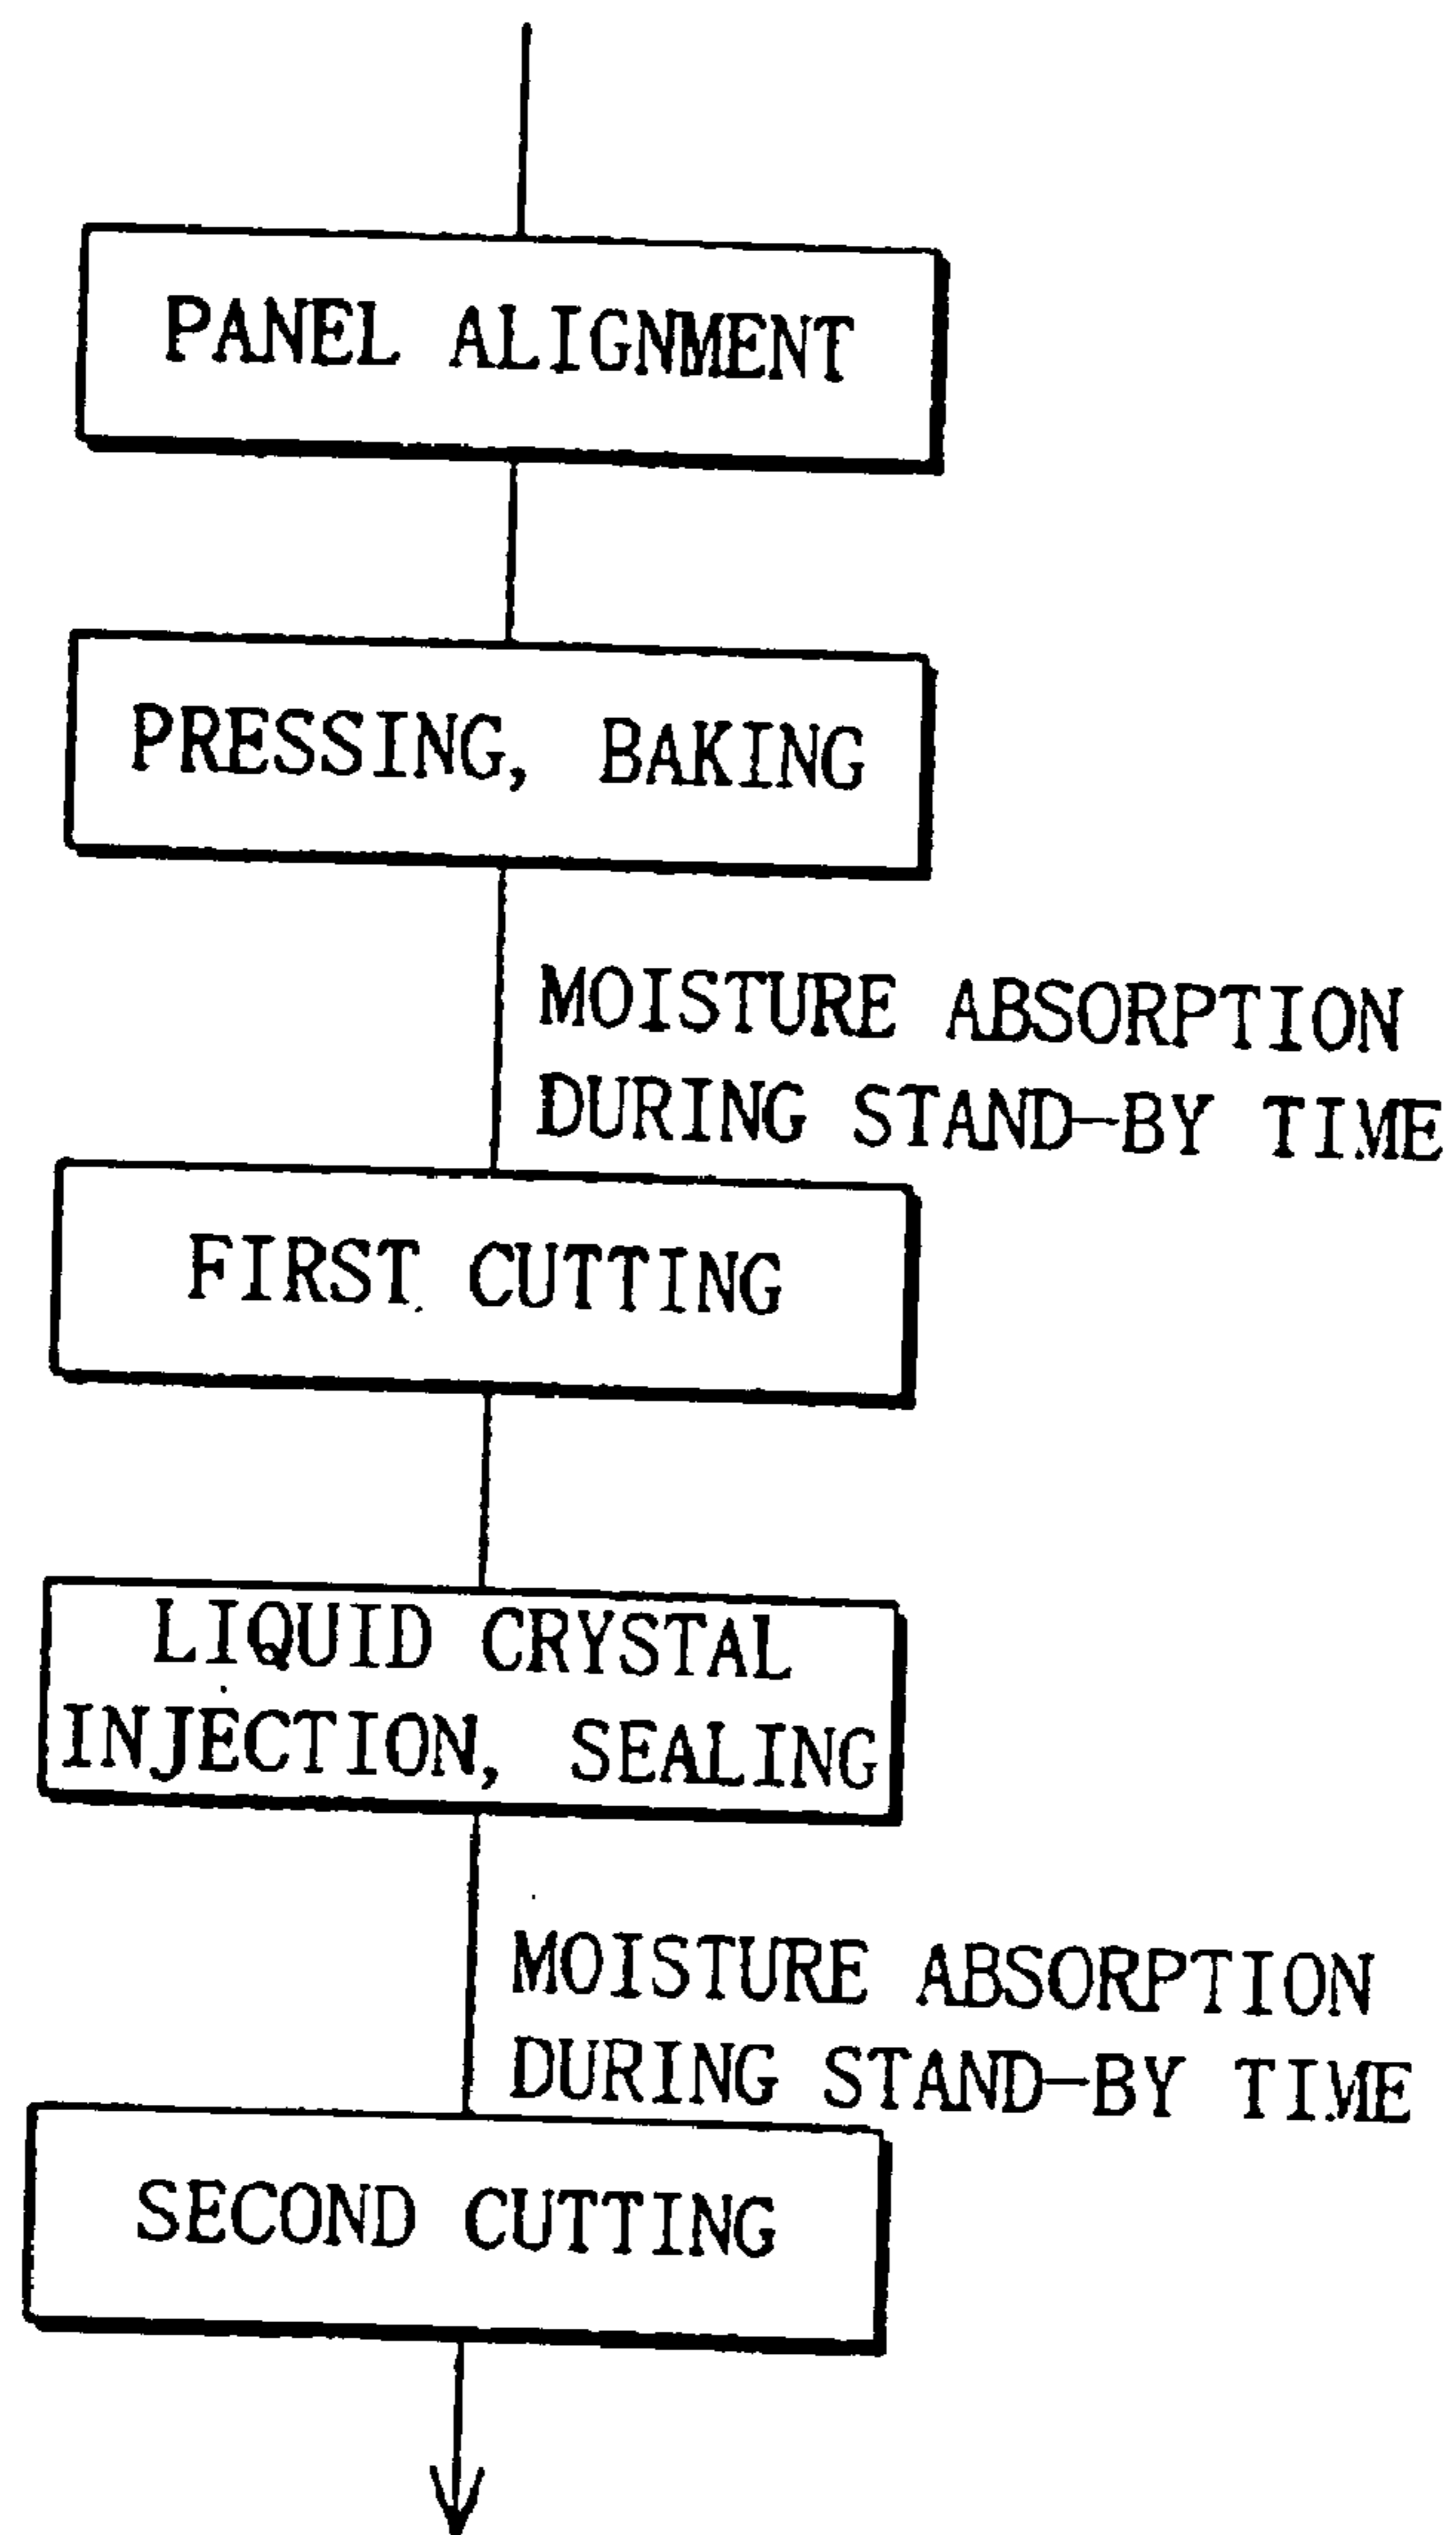 PANEL ALIGNMENT
PRESSING, BAKING
MOISTURE ABSORPTION
DURING STAND-BY TIME
FIRST CUTTING
LIQUID CRYSTAL
INJECTION, SEALING
MOISTURE ABSORPTION
DURING STAND-BY TIME
SECOND CUTTING